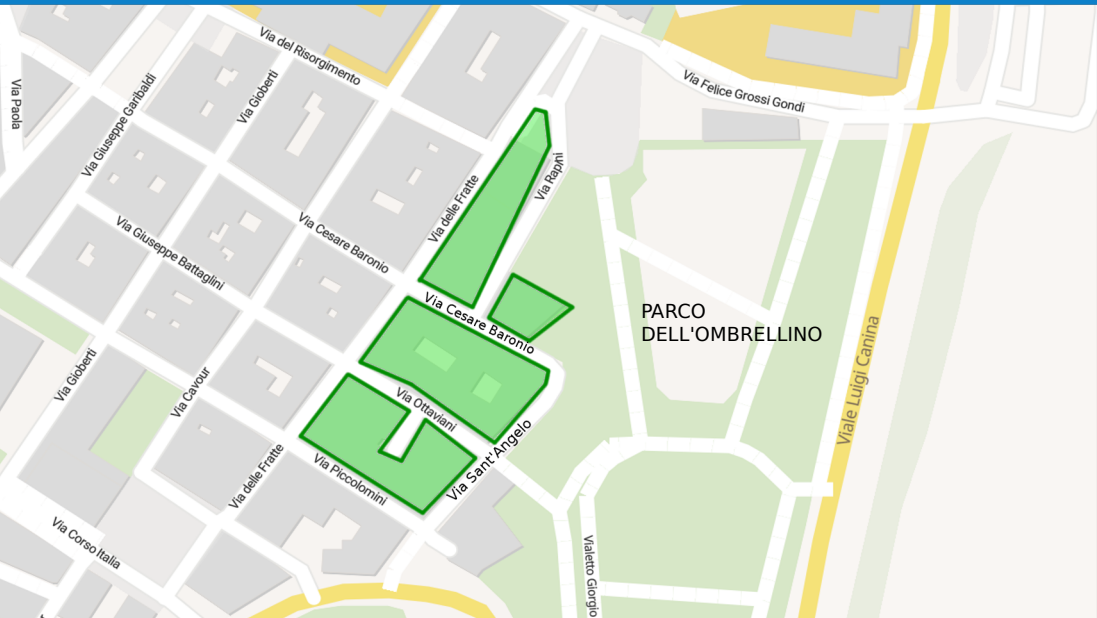 Via del Risorgimento
Via Felice Grossi Gondi
Via Gioberti
Via Paola
Via Giuseppe Garibaldi
Via Rapini
Via delle Fratte
Via Cesare Baronio
Via Giuseppe Battaglini
Via Cesare Baronio
PARCO
DELL'OMBRELLINO
Viale Luigi Canina
Via Gioberti
Via Cavour
Via Ottaviani
Via Sant'Angelo
Via delle Fratte
Via Piccolomini
Via Corso Italia
Vialetto Giorgio